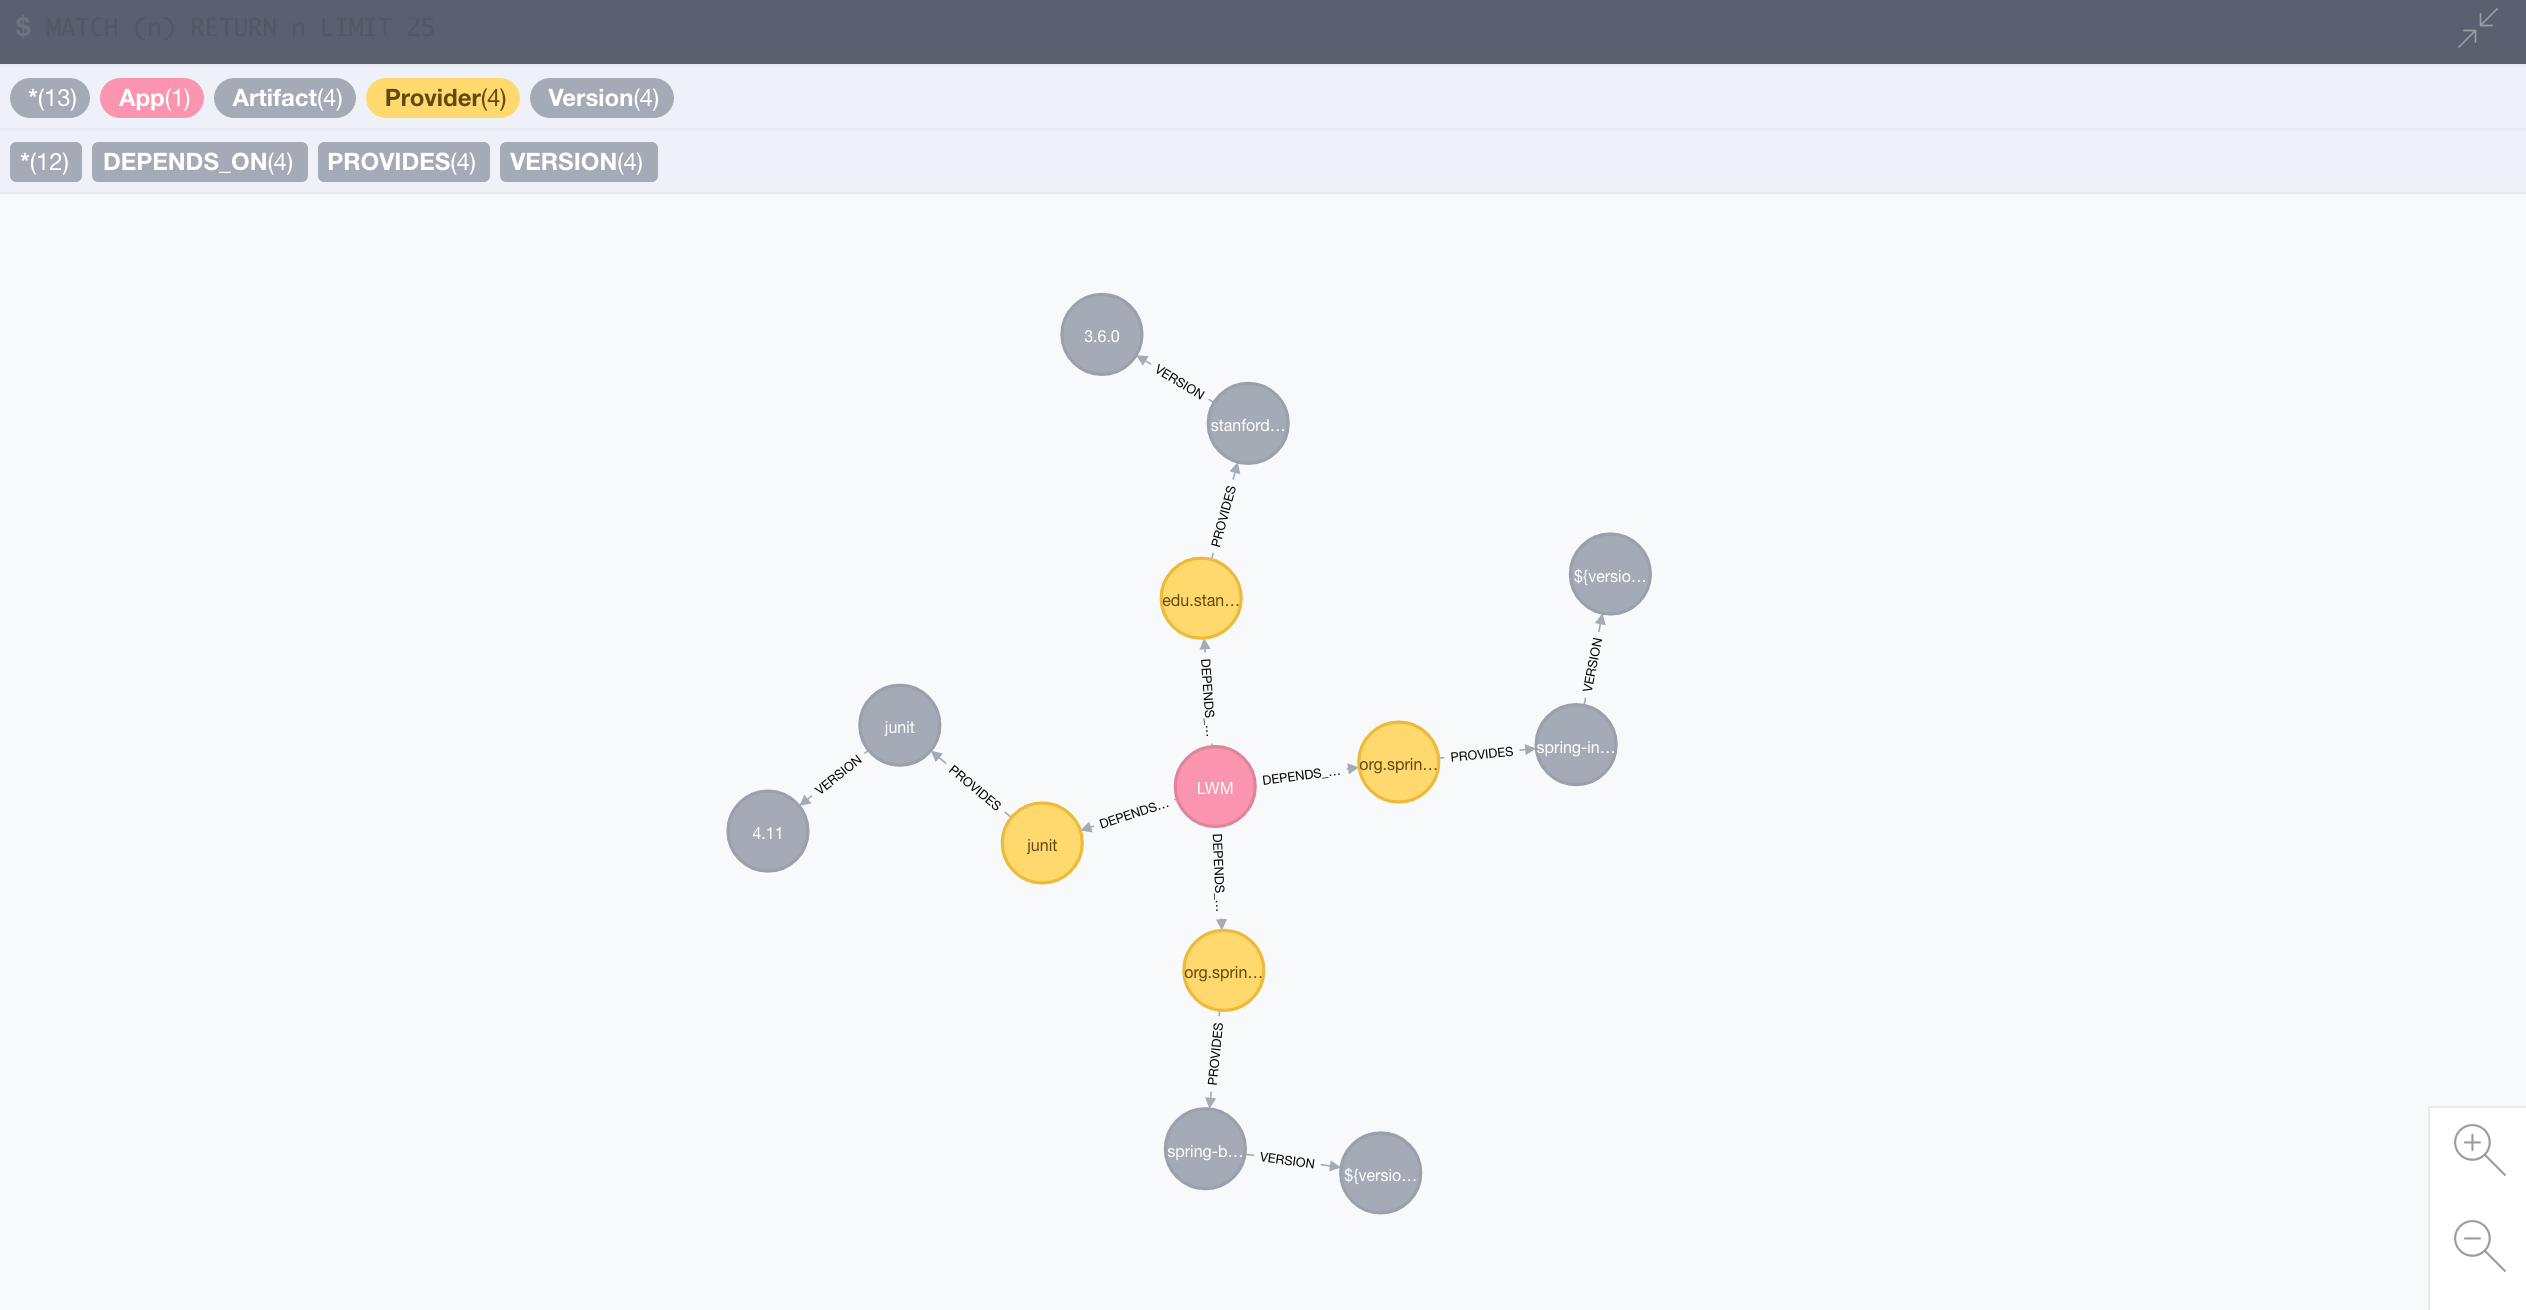 $ MATCH (n) RETURN n LIMIT 25
*(13) App(1) Artifact(4) Provider(4) Version(4)
*(12) DEPENDS_ON(4) PROVIDES(4) VERSION(4)
3.6.0
VERSION
stanford...
PROVIDES
edu.stan...
DEPENDS_...
${versio...
VERSION
spring-in...
PROVIDES
org.sprin...
DEPENDS_...
LWM
junit
VERSION
4.11
PROVIDES
junit
DEPENDS...
DEPENDS_...
org.sprin...
PROVIDES
spring-b...
VERSION
${versio...